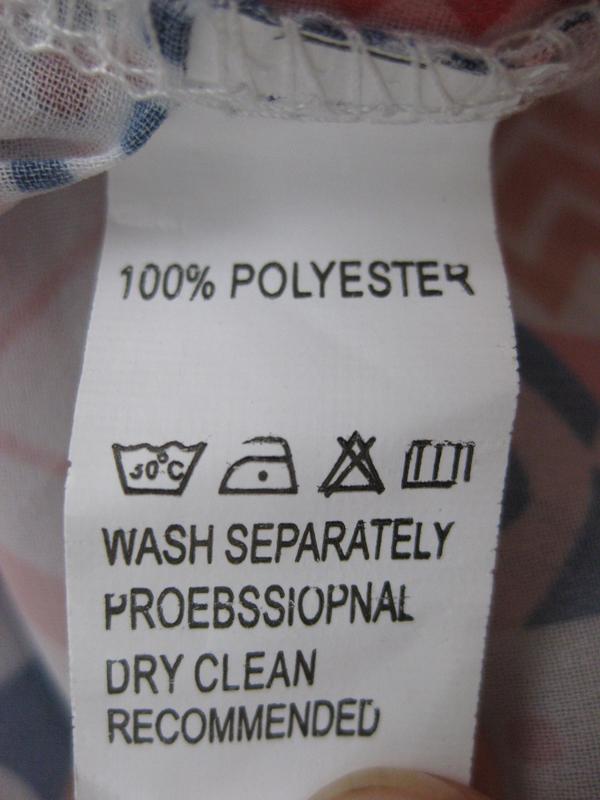 100% POLYESTER
30°C
WASH SEPARATELY
PROEBSSIOPNAL
DRY CLEAN
RECOMMENDED